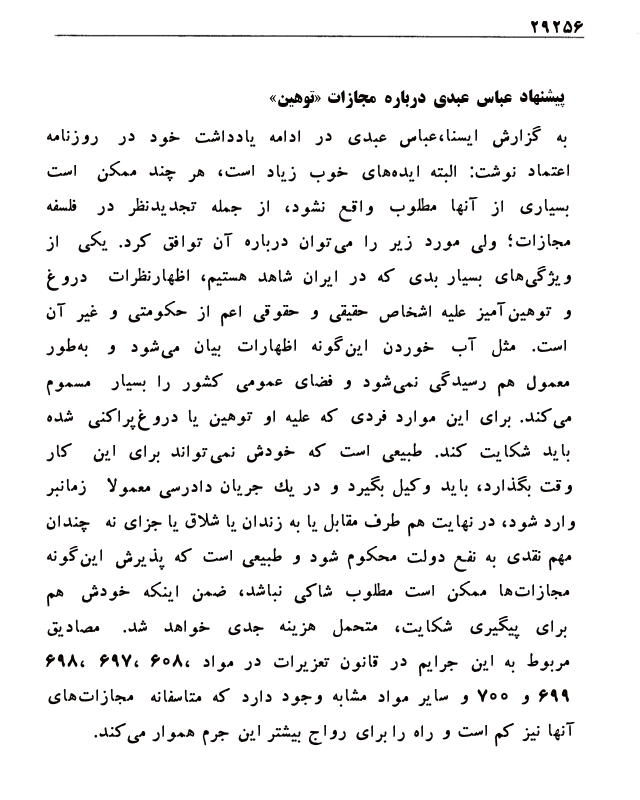 ۲۹۲۵۶
پیشنهاد عباس عبدی درباره مجازات «توهین»
به گزارش ایسنا،عباس عبدی در ادامه یادداشت خود در روزنامه
اعتماد نوشت: البته ایده‌های خوب زیاد است، هر چند ممکن است
بسیاری از آنها مطلوب واقع نشود، از جمله تجدیدنظر در فلسفه
مجازات؛ ولی مورد زیر را می‌توان درباره آن توافق کرد. یکی از
ویژگی‌های بسیار بدی که در ایران شاهد هستیم، اظهارنظرات دروغ
و توهین‌آمیز علیه اشخاص حقیقی و حقوقی اعم از حکومتی و غیر آن
است. مثل آب خوردن این‌گونه اظهارات بیان می‌شود و به‌طور
معمول هم رسیدگی نمی‌شود و فضای عمومی کشور را بسیار مسموم
می‌کند. برای این موارد فردی که علیه او توهین یا دروغ‌پراکنی شده
باید شکایت کند. طبیعی است که خودش نمی‌تواند برای این کار
وقت بگذارد، باید وکیل بگیرد و در یك جریان دادرسی معمولا زمانبر
وارد شود، در نهایت هم طرف مقابل یا به زندان یا شلاق یا جزای نه چندان
مهم نقدی به نفع دولت محکوم شود و طبیعی است که پذیرش این‌گونه
مجازات‌ها ممکن است مطلوب شاکی نباشد، ضمن اینکه خودش هم
برای پیگیری شکایت، متحمل هزینه جدی خواهد شد. مصادیق
مربوط به این جرایم در قانون تعزیرات در مواد ،۶۰۸ ،۶۹۷ ،۶۹۸
۶۹۹ و ۷۰۰ و سایر مواد مشابه وجود دارد که متاسفانه مجازات‌های
آنها نیز کم است و راه را برای رواج بیشتر این جرم هموار می‌کند.